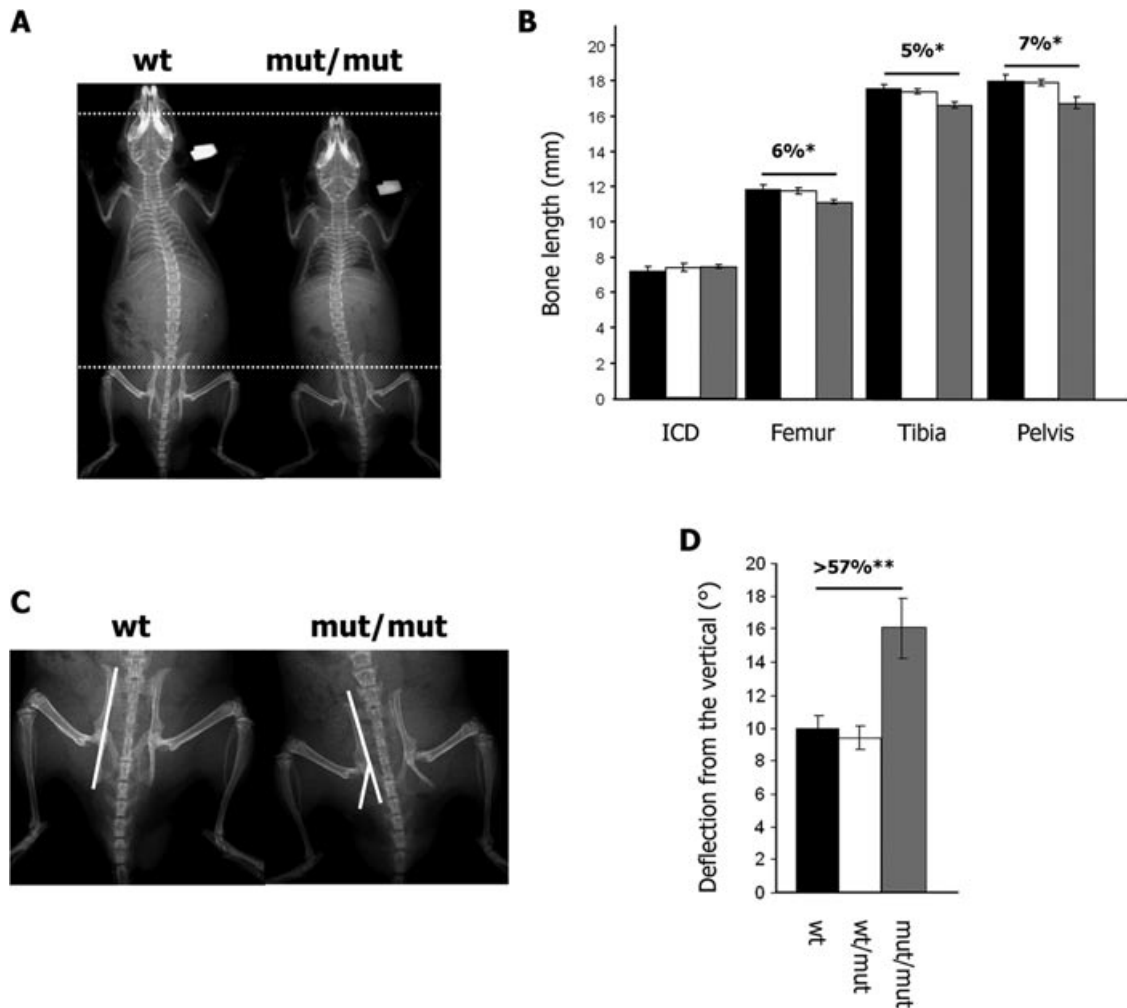 A
wt
mut/mut
B
Bone length (mm)
20
18
16
14
12
10
8
6
4
2
0
5%*
7%*
6%*
ICD
Femur
Tibia
Pelvis
C
wt
mut/mut
D
Deflection from the vertical (°)
20
18
16
14
12
10
8
6
4
2
0
>57%**
wt
wt/mut
mut/mut